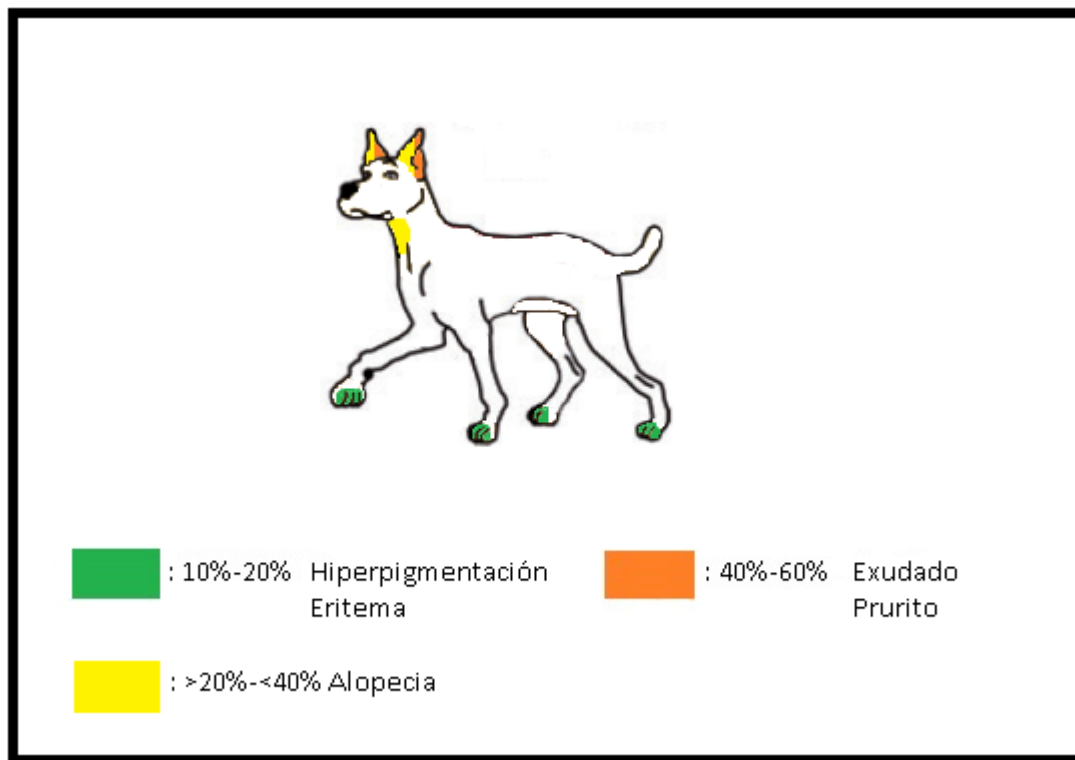 : 10%-20% Hiperpigmentación
Eritema
: 40%-60% Exudado
Prurito
: >20%-<40% Alopecia